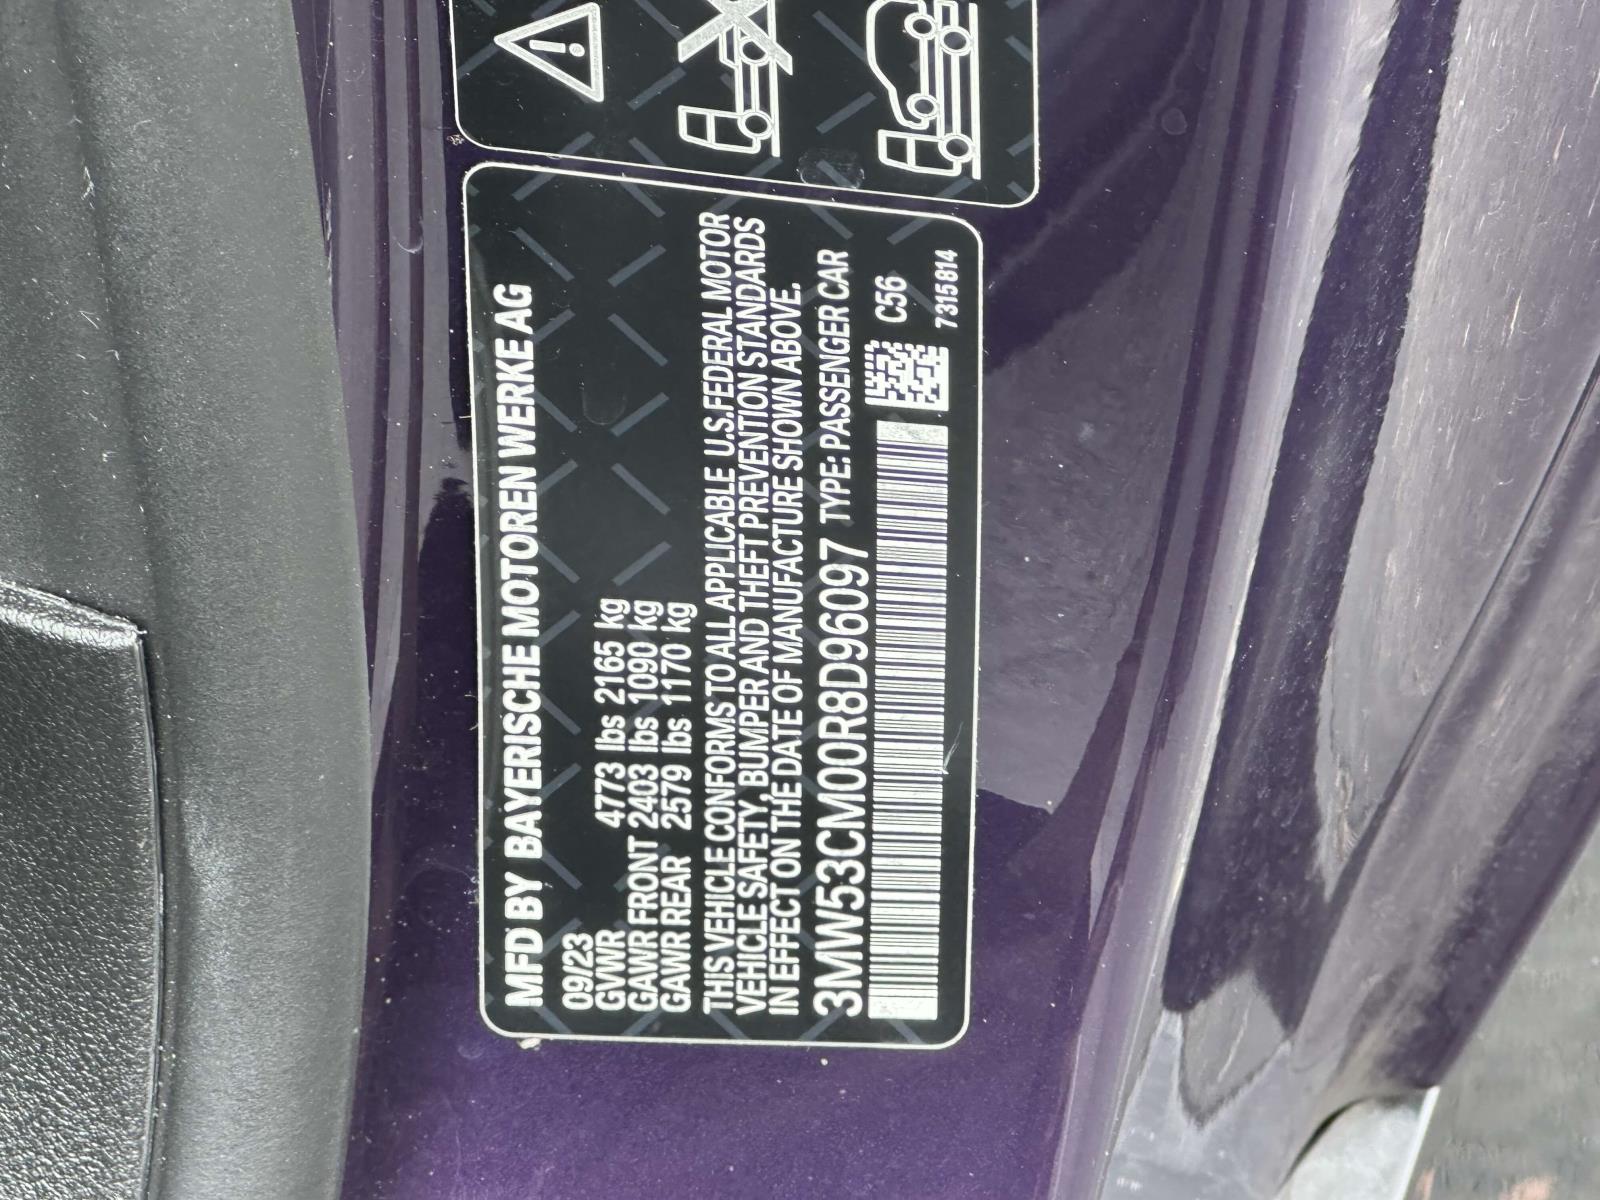 MFD BY BAYERISCHE MOTOREN WERKE AG
09/23
GVWR 4773 lbs 2165 kg
GAWR FRONT 2403 lbs 1090 kg
GAWR REAR 2579 lbs 1170 kg
THIS VEHICLE CONFORMS TO ALL APPLICABLE U.S.FEDERAL MOTOR
VEHICLE SAFETY, BUMPER AND THEFT PREVENTION STANDARDS
IN EFFECT ON THE DATE OF MANUFACTURE SHOWN ABOVE.
3MW53CM00R8D96097 TYPE: PASSENGER CAR
C56
7315814